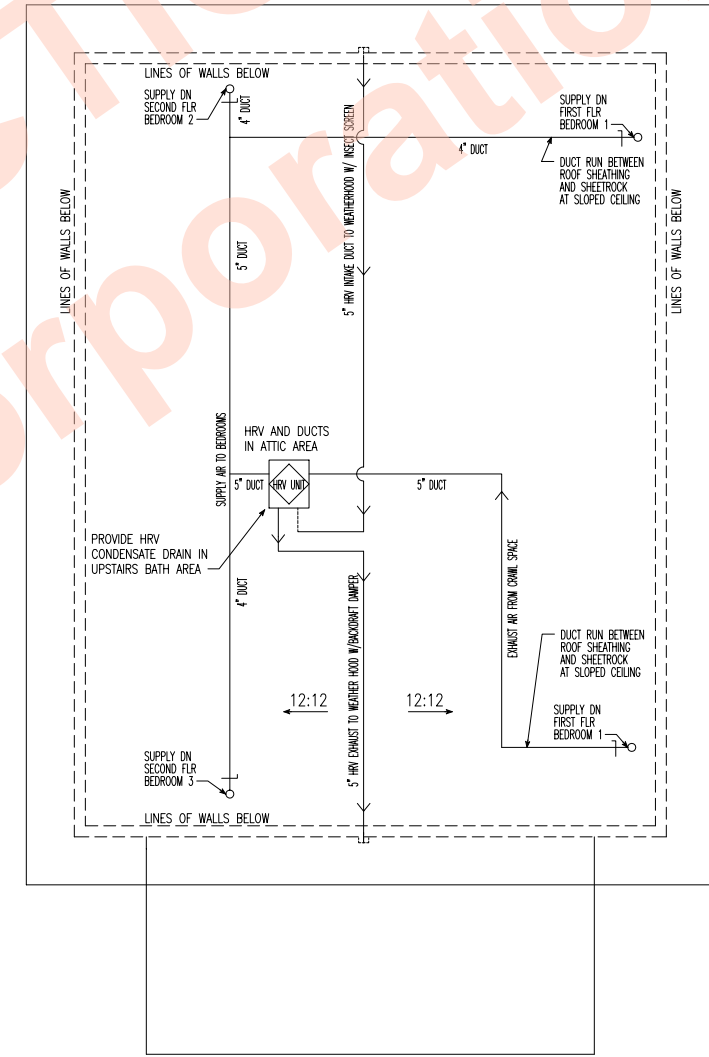 LINES OF WALLS BELOW
SUPPLY DN
SECOND FLR
BEDROOM 2
4" DUCT
SUPPLY DN
FIRST FLR
BEDROOM 1
4" DUCT
DUCT RUN BETWEEN
ROOF SHEATHING
AND SHEETROCK
AT SLOPED CEILING
5" HRV INTAKE DUCT TO WEATHERHOOD W/ INSECT SCREEN
LINES OF WALLS BELOW
LINES OF WALLS BELOW
5" DUCT
SUPPLY AIR TO BEDROOMS
HRV AND DUCTS
IN ATTIC AREA
5" DUCT
HRV UNIT
5" DUCT
PROVIDE HRV
CONDENSATE DRAIN IN
UPSTAIRS BATH AREA
4" DUCT
EXHAUST AIR FROM CRAWL SPACE
5" HRV EXHAUST TO WEATHER HOOD W/BACKDRAFT DAMPER
DUCT RUN BETWEEN
ROOF SHEATHING
AND SHEETROCK
AT SLOPED CEILING
12:12
12:12
SUPPLY DN
FIRST FLR
BEDROOM 1
SUPPLY DN
SECOND FLR
BEDROOM 3
LINES OF WALLS BELOW
orporatio